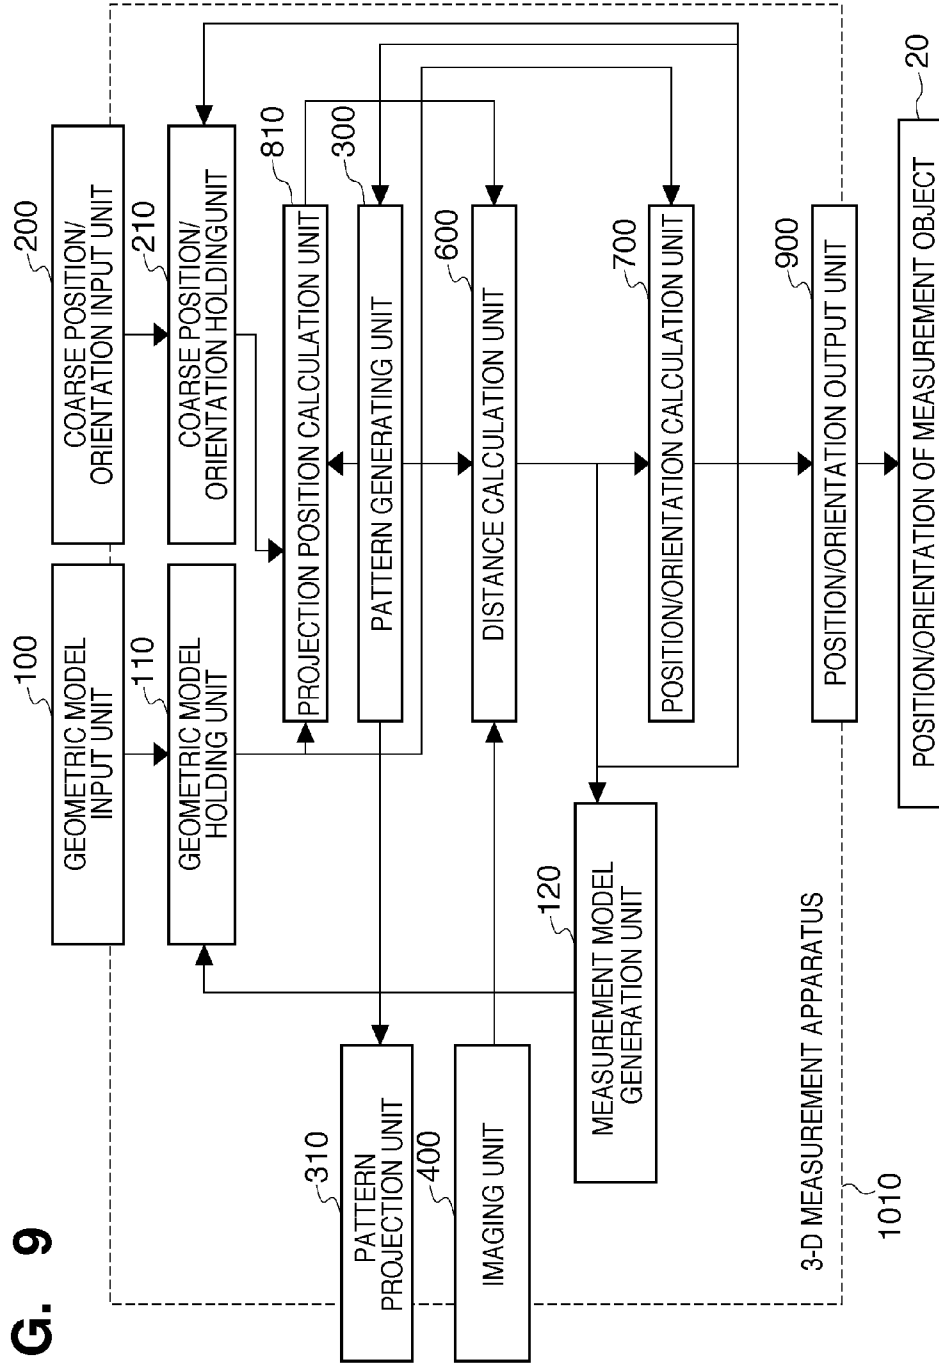 G. 9
100
GEOMETRIC MODEL
INPUT UNIT
200
COARSE POSITION/
ORIENTATION INPUT UNIT
110
GEOMETRIC MODEL
HOLDING UNIT
210
COARSE POSITION/
ORIENTATION HOLDINGUNIT
810
PROJECTION POSITION CALCULATION UNIT
310
PATTERN
PROJECTION UNIT
300
PATTERN GENERATING UNIT
400
IMAGING UNIT
600
DISTANCE CALCULATION UNIT
120
MEASUREMENT MODEL
GENERATION UNIT
700
POSITION/ORIENTATION CALCULATION UNIT
3-D MEASUREMENT APPARATUS
1010
900
POSITION/ORIENTATION OUTPUT UNIT
20
POSITION/ORIENTATION OF MEASUREMENT OBJECT